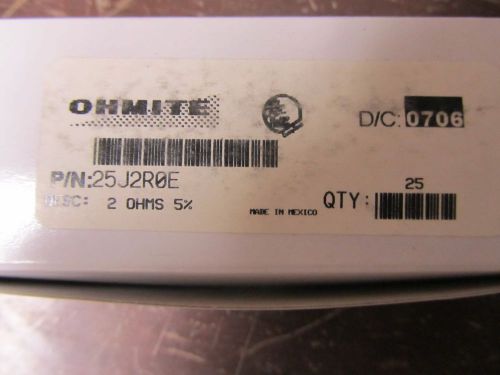 OHMITE
D/C: 0706
P/N:25J2R0E
DESC: 2 OHMS 5%
MADE IN MEXICO
QTY: 25